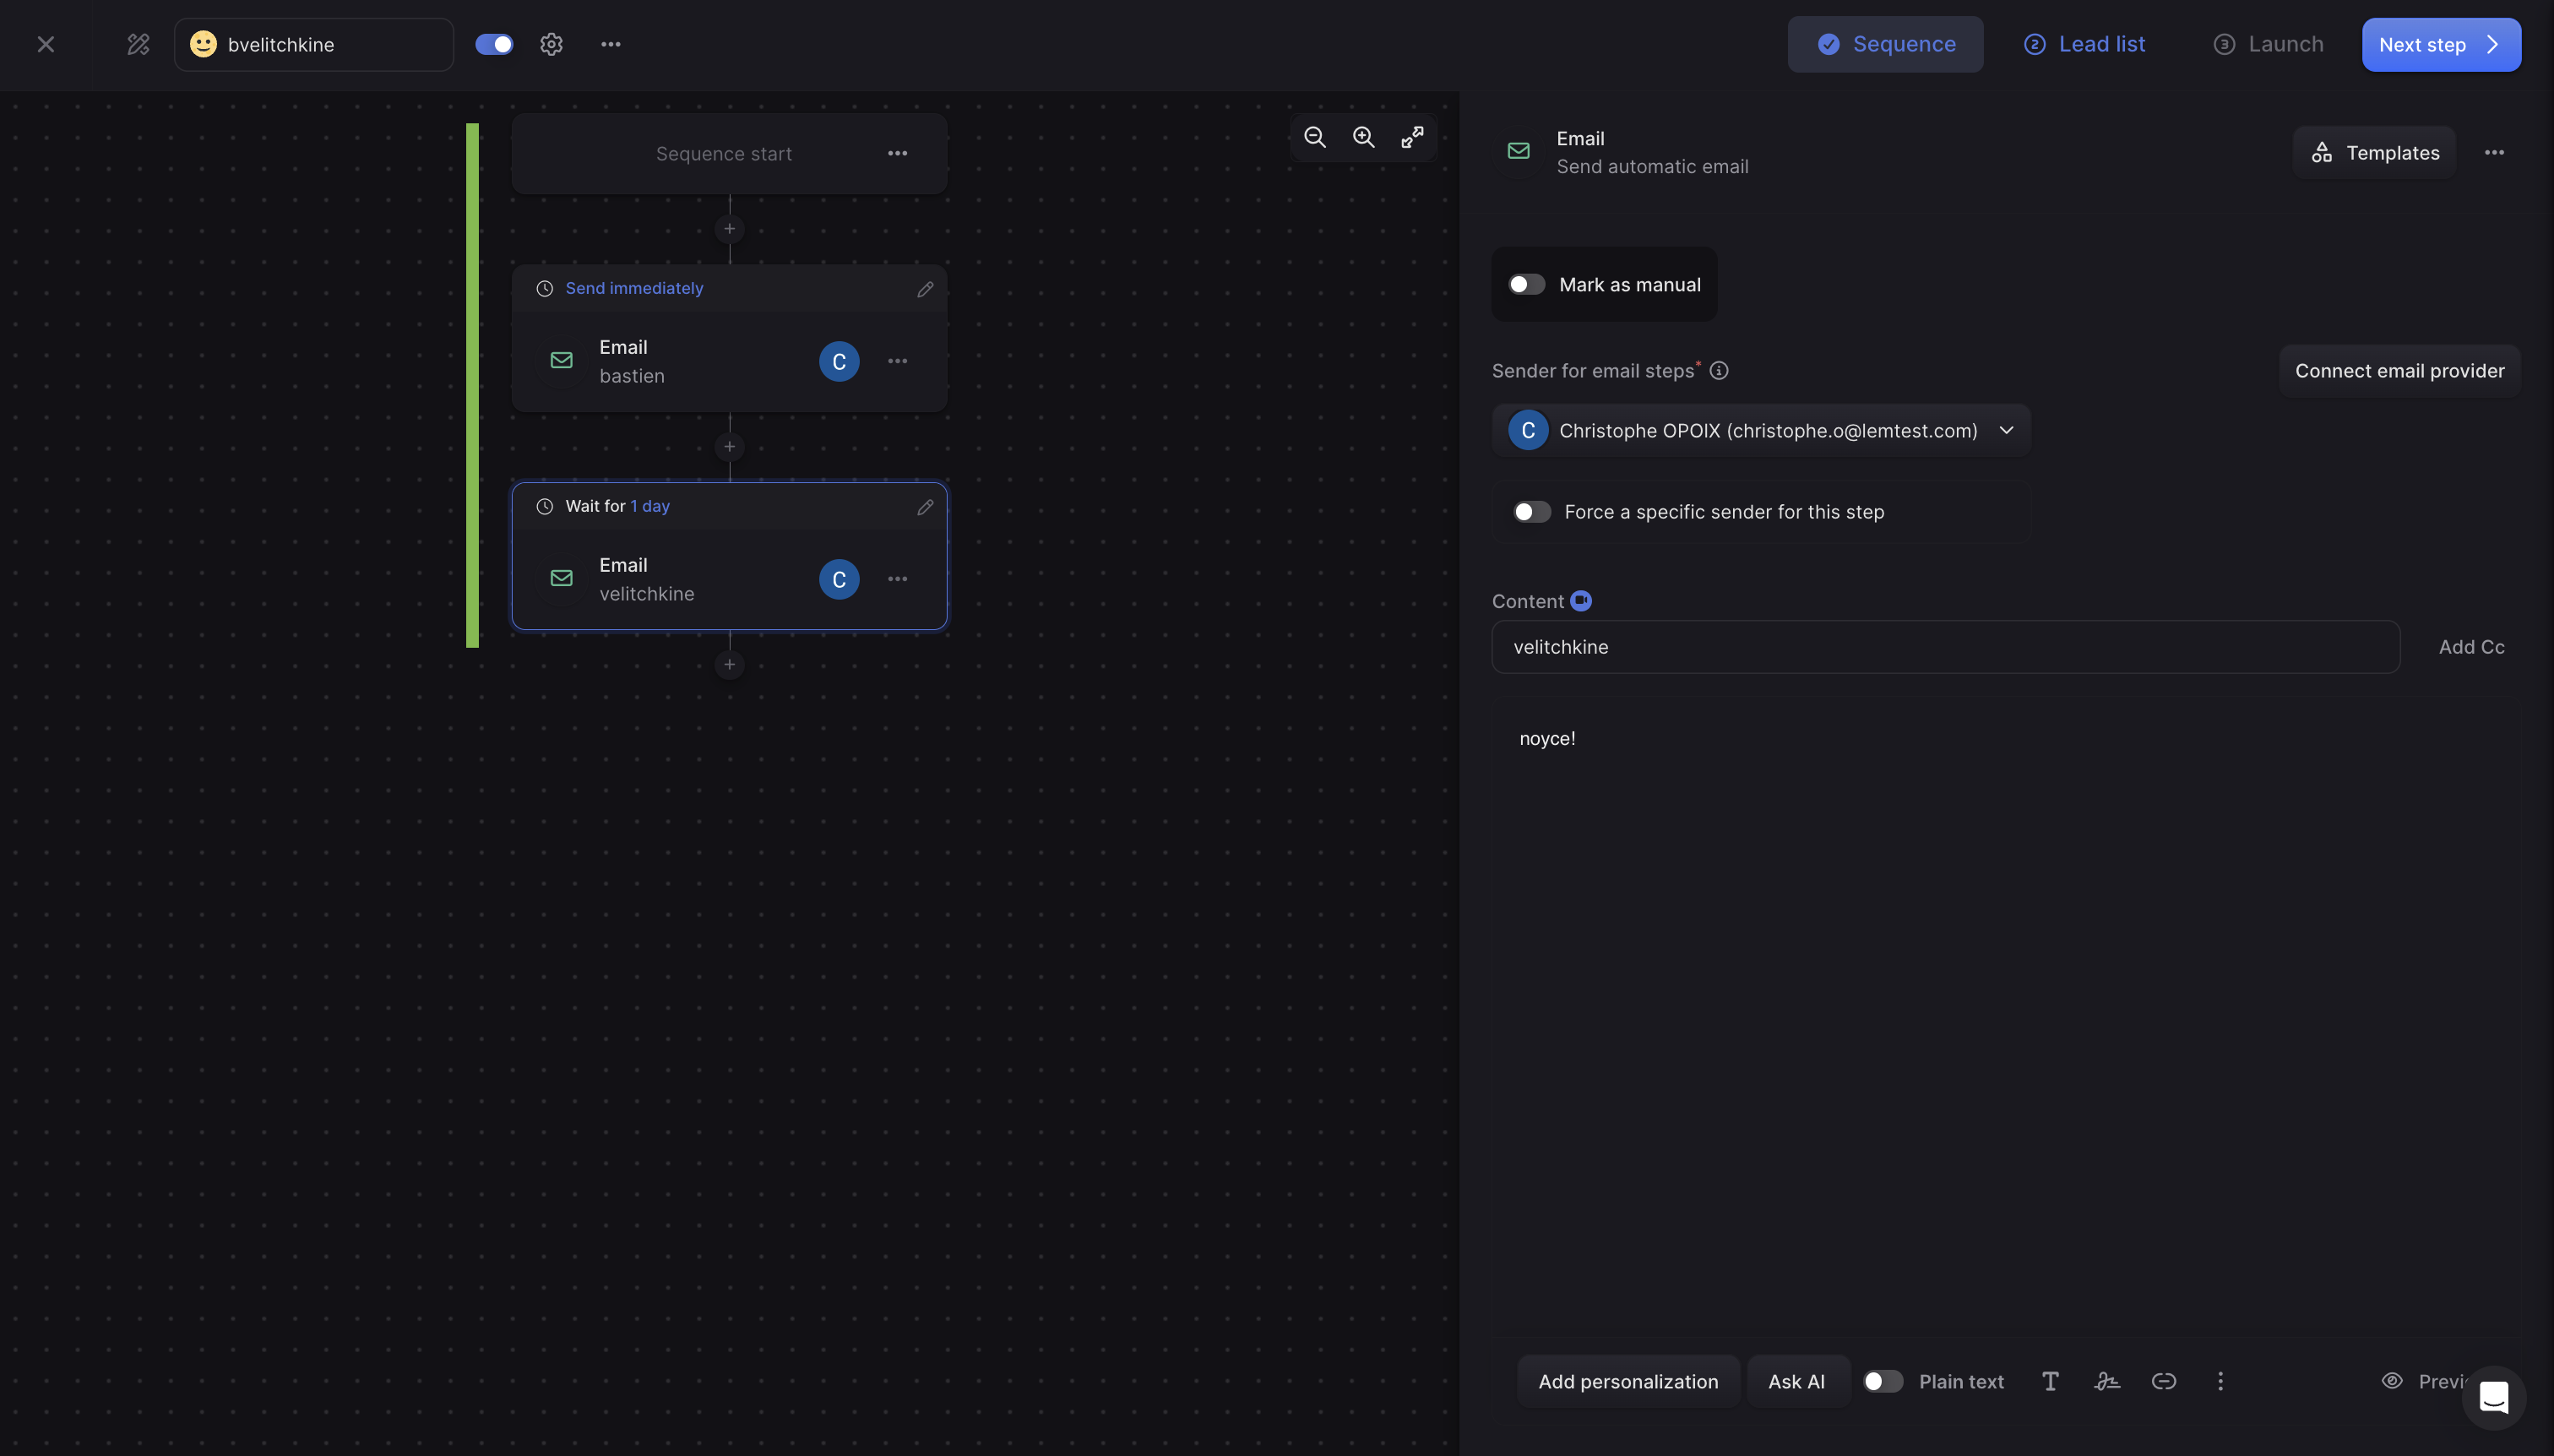 bvelitchkine
Sequence
2 Lead list
3 Launch
Next step
Sequence start
Send immediately
Email
bastien
C
Wait for 1 day
Email
velitchkine
C
Email
Send automatic email
Templates
Mark as manual
Sender for email steps*
Connect email provider
C Christophe OPOIX (christophe.o@lemtest.com)
Force a specific sender for this step
Content
velitchkine
Add Cc
noyce!
Add personalization
Ask AI
Plain text
Previ